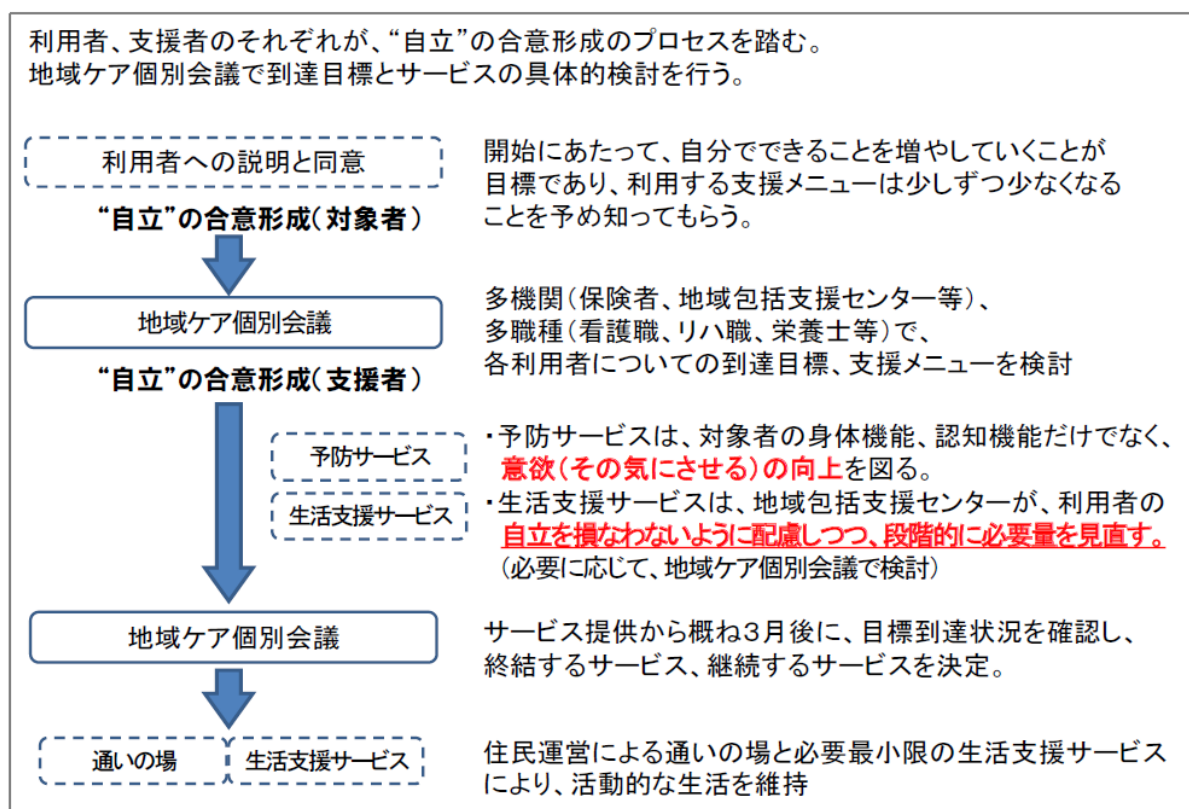 利用者、支援者のそれぞれが、“自立”の合意形成のプロセスを踏む。
地域ケア個別会議で到達目標とサービスの具体的検討を行う。
利用者への説明と同意
“自立”の合意形成（対象者）
開始にあたって、自分でできることを増やしていくことが
目標であり、利用する支援メニューは少しずつ少なくなる
ことを予め知ってもらう。
地域ケア個別会議
“自立”の合意形成（支援者）
多機関（保険者、地域包括支援センター等）、
多職種（看護職、リハ職、栄養士等）で、
各利用者についての到達目標、支援メニューを検討
予防サービス
生活支援サービス
・予防サービスは、対象者の身体機能、認知機能だけでなく、
意欲（その気にさせる）の向上を図る。
・生活支援サービスは、地域包括支援センターが、利用者の
自立を損なわないように配慮しつつ、段階的に必要量を見直す。
（必要に応じて、地域ケア個別会議で検討）
地域ケア個別会議
サービス提供から概ね３月後に、目標到達状況を確認し、
終結するサービス、継続するサービスを決定。
通いの場
生活支援サービス
住民運営による通いの場と必要最小限の生活支援サービス
により、活動的な生活を維持